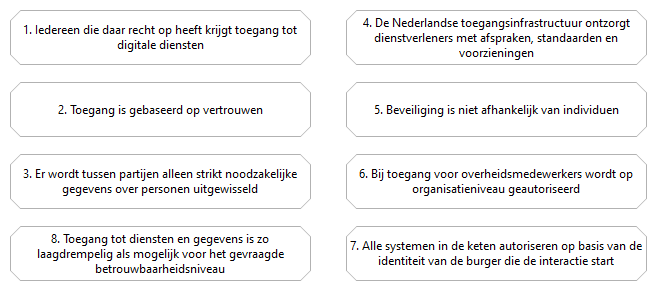 1. Iedereen die daar recht op heeft krijgt toegang tot
digitale diensten
2. Toegang is gebaseerd op vertrouwen
3. Er wordt tussen partijen alleen strikt noodzakelijke
gegevens over personen uitgewisseld
8. Toegang tot diensten en gegevens is zo
laagdrempelig als mogelijk voor het gevraagde
betrouwbaarheidsniveau
4. De Nederlandse toegangsinfrastructuur ontzorgt
dienstverleners met afspraken, standaarden en
voorzieningen
5. Beveiliging is niet afhankelijk van individuen
6. Bij toegang voor overheidsmedewerkers wordt op
organisatieniveau geautoriseerd
7. Alle systemen in de keten autoriseren op basis van de
identiteit van de burger die de interactie start